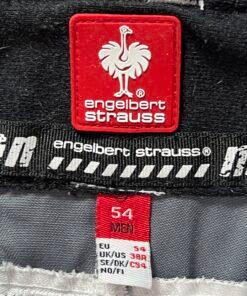 engelbert
strauss
engelbert strauss®
54
MEN
EU 54
UK/US 38R
SE/DK/ C54
NO/FI